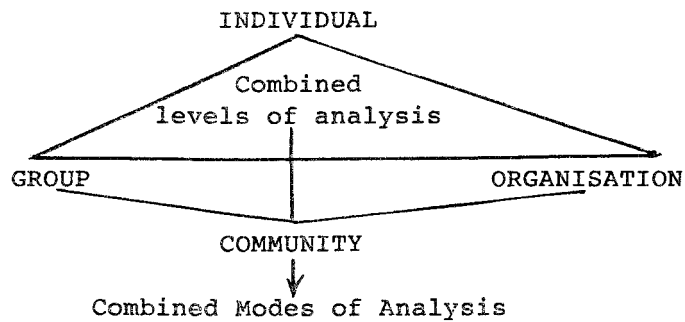 INDIVIDUAL
Combined
levels of analysis
GROUP
ORGANISATION
COMMUNITY
Combined Modes of Analysis